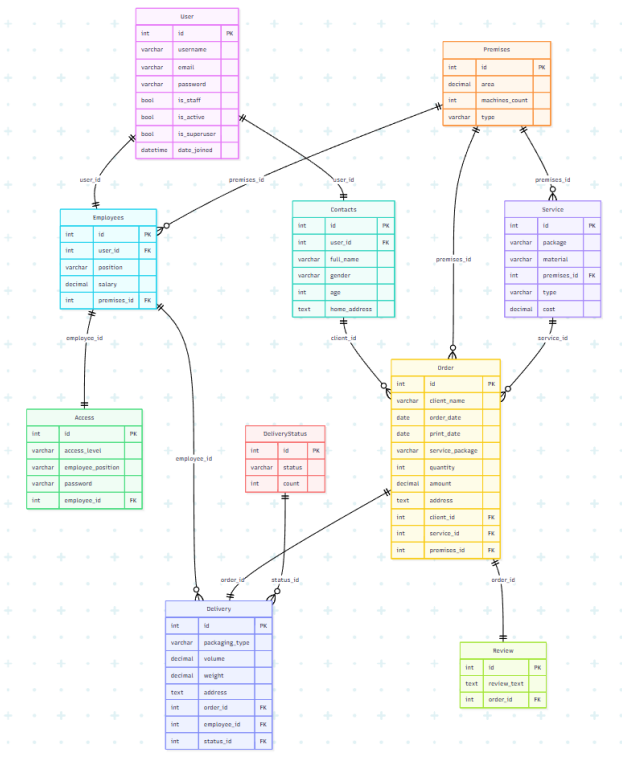 User
int id PK
varchar username
varchar email
varchar password
bool is_staff
bool is_active
bool is_superuser
datetime date_joined
Premises
int id PK
decimal area
int machines_count
varchar type
user_id
premises_id
user_id
premises_id
Employees
int id PK
int user_id FK
varchar position
decimal salary
int premises_id FK
Contacts
int id PK
int user_id FK
varchar full_name
varchar gender
int age
text home_address
Service
int id PK
varchar package
varchar material
int premises_id FK
varchar type
decimal cost
premises_id
employee_id
client_id
service_id
Order
int id PK
varchar client_name
date order_date
date print_date
varchar service_package
int quantity
decimal amount
text address
int client_id FK
int service_id FK
int premises_id FK
Access
int id PK
varchar access_level
varchar employee_position
varchar password
int employee_id FK
DeliveryStatus
int id PK
varchar status
int count
employee_id
order_id
status_id
order_id
Delivery
int id PK
varchar packaging_type
decimal volume
decimal weight
text address
int order_id FK
int employee_id FK
int status_id FK
Review
int id PK
text review_text
int order_id FK